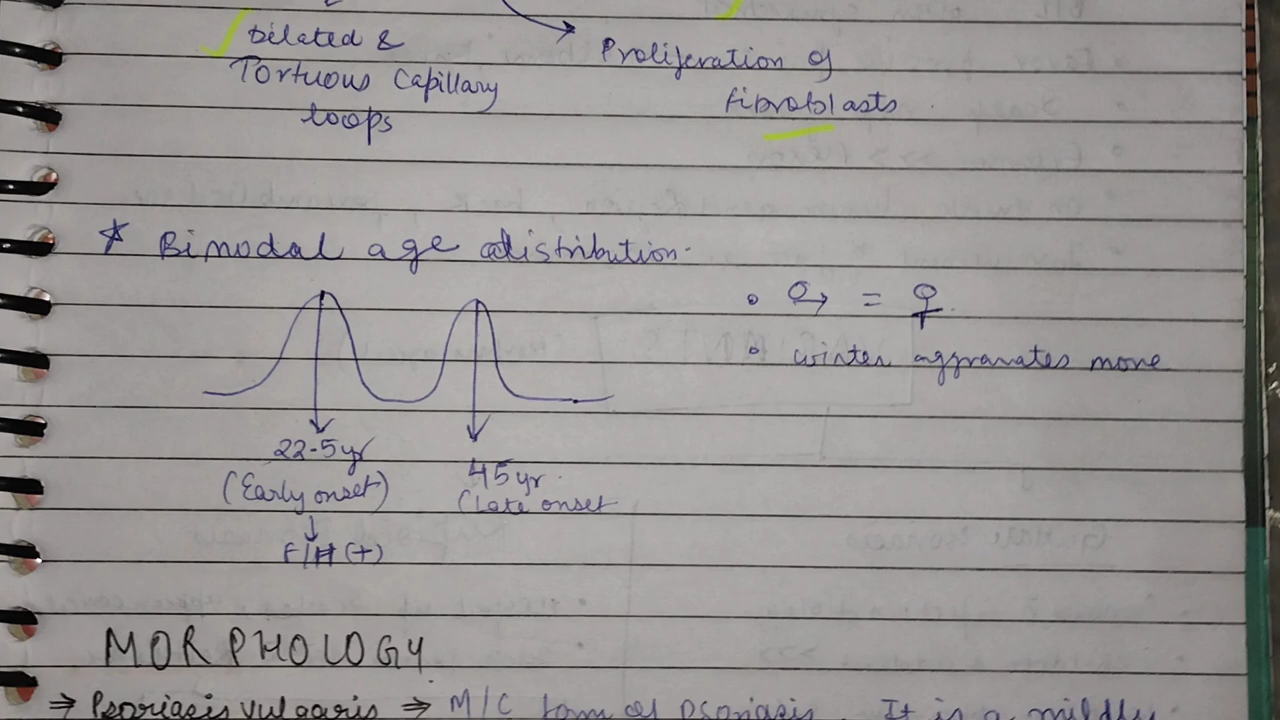 Dilated &
Tortuous Capillary
loops
Proliferation of
fibroblasts
* Bimodal age distribution.
• ♂ = ♀
• winter aggravates more
22.5yr
(Early onset)
↓
F/H (+)
45yr.
(Late onset
MORPHOLOGY
⇒ Psoriasis vulgaris ⇒ M/C form of psoriasis. It is a mildly